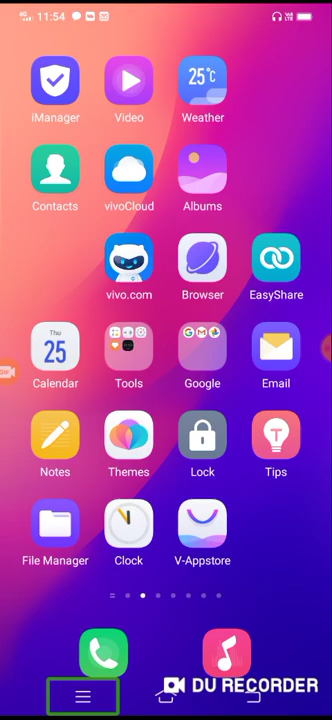 11:54
iManager Video Weather
25°C
Contacts vivoCloud Albums
vivo.com Browser EasyShare
Thu
25
Calendar Tools Google Email
Notes Themes Lock Tips
File Manager Clock V-Appstore
DU RECORDER